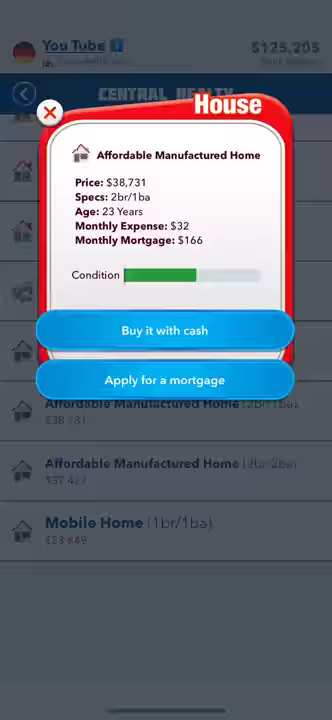 You Tube
$125,205
CENTRAL REALTY
House
Affordable Manufactured Home
Price: $38,731
Specs: 2br/1ba
Age: 23 Years
Monthly Expense: $32
Monthly Mortgage: $166
Condition
Buy it with cash
Apply for a mortgage
Affordable Manufactured Home (2br/1ba)
$38,731
Affordable Manufactured Home (2br/2ba)
Mobile Home (1br/1ba)